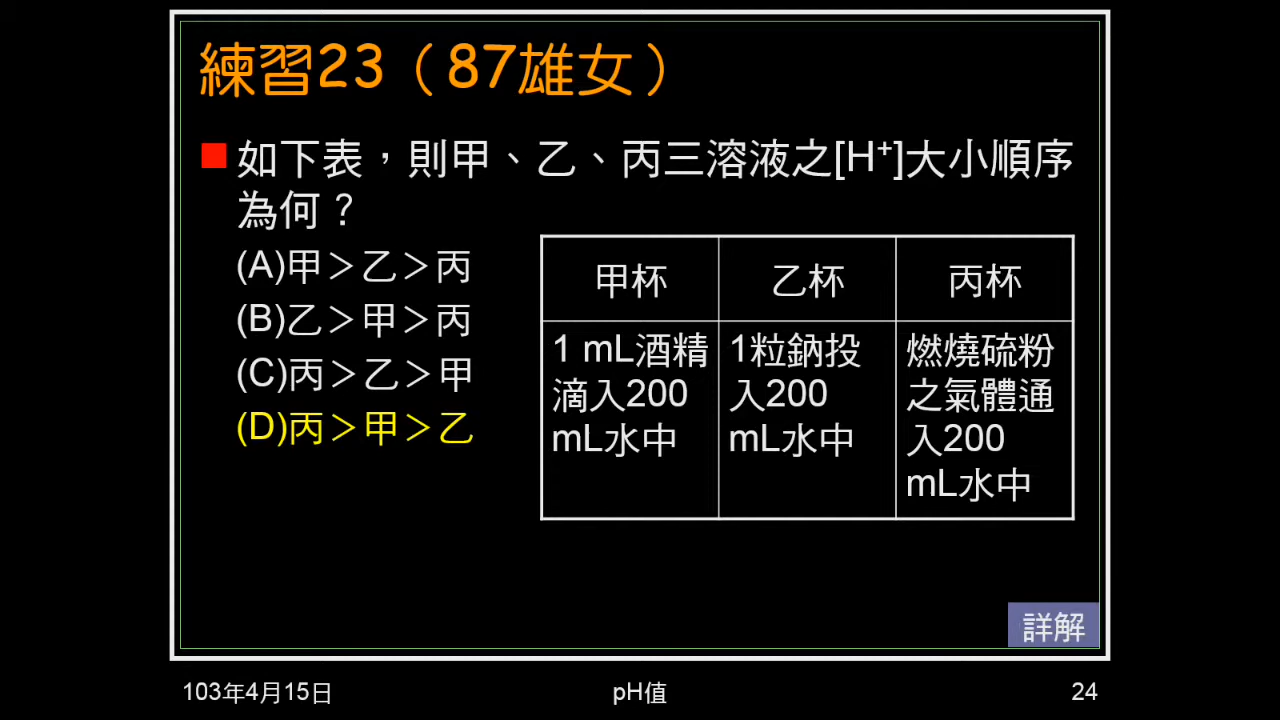 練習23（87雄女）
如下表，則甲、乙、丙三溶液之[H⁺]大小順序
為何？
(A)甲＞乙＞丙
(B)乙＞甲＞丙
(C)丙＞乙＞甲
(D)丙＞甲＞乙
甲杯
乙杯
丙杯
1 mL酒精
滴入200
mL水中
1粒鈉投
入200
mL水中
燃燒硫粉
之氣體通
入200
mL水中
詳解
103年4月15日
pH值
24